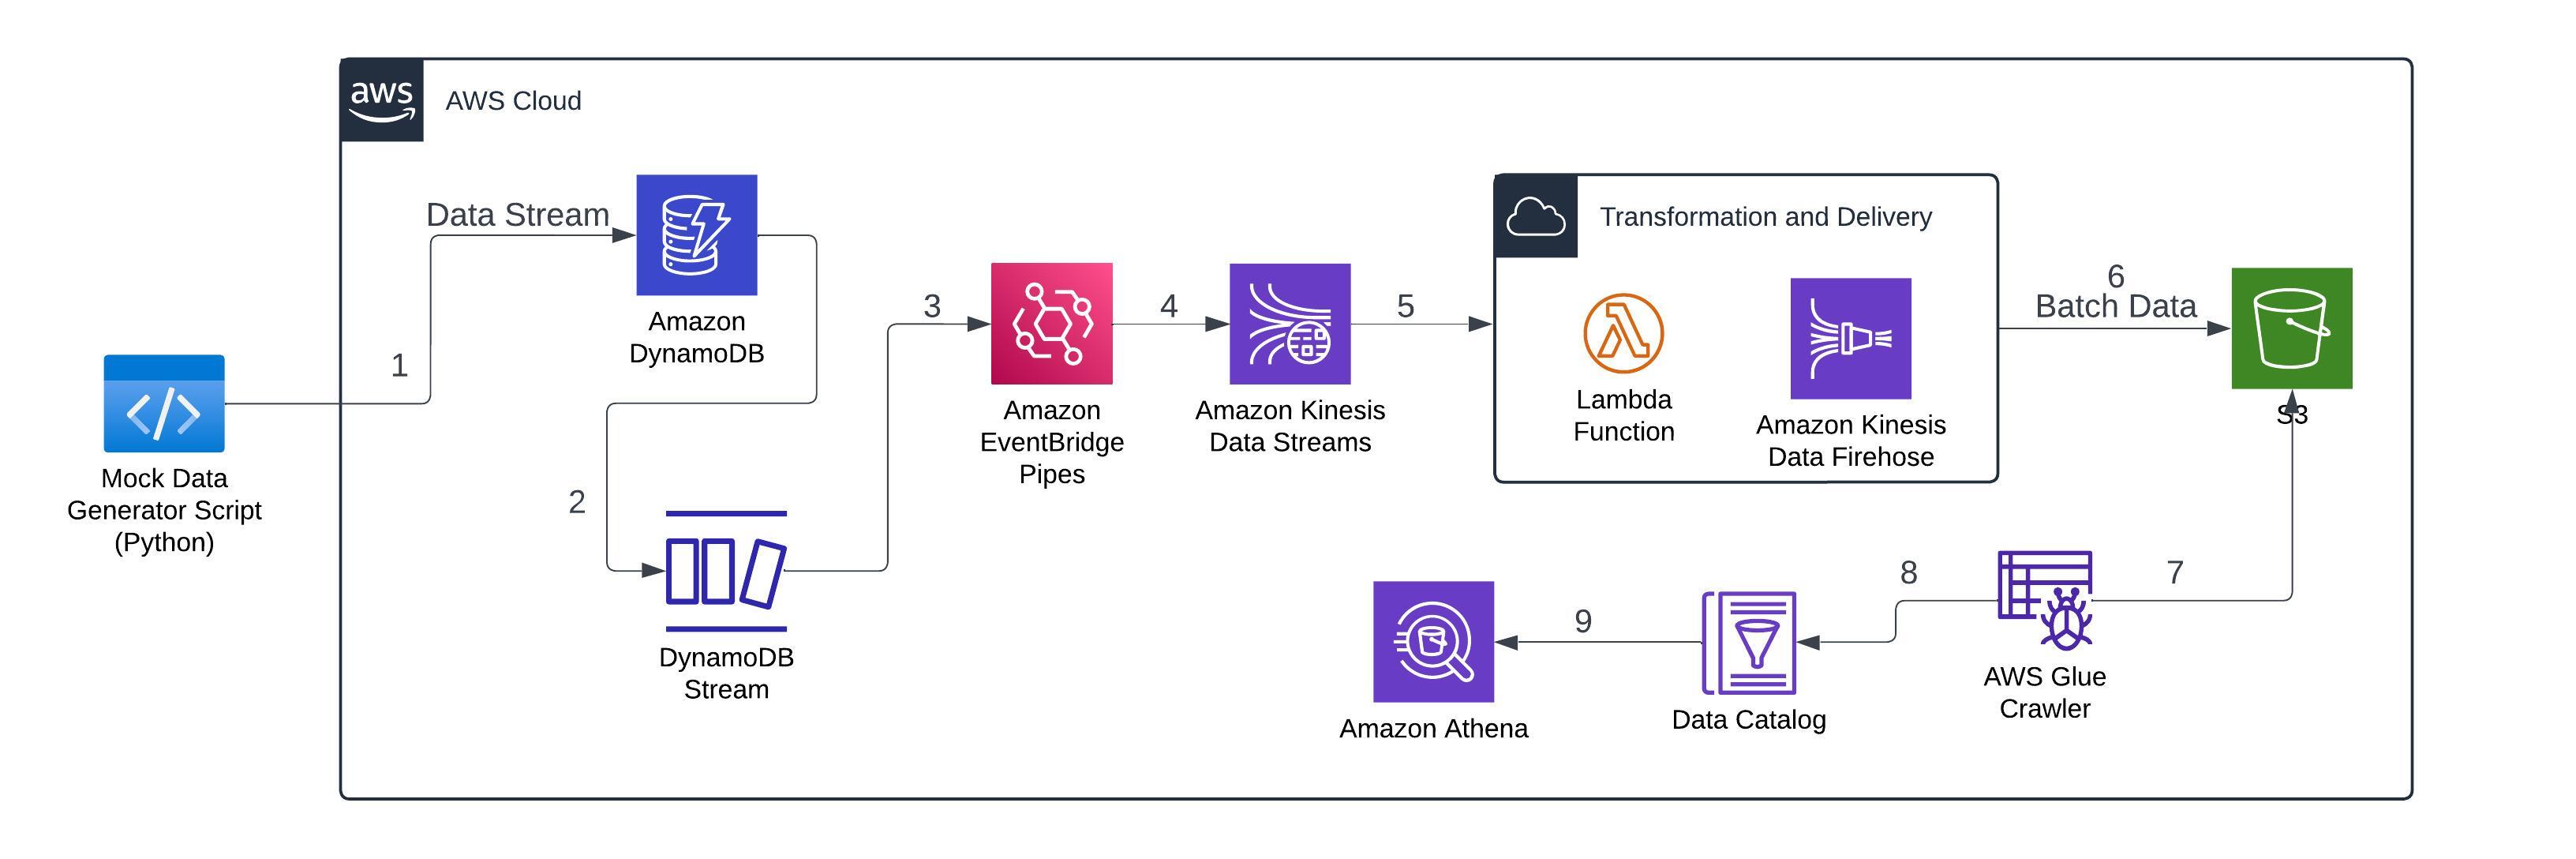 aws
AWS Cloud
Data Stream
1
Amazon
DynamoDB
Mock Data
Generator Script
(Python)
2
DynamoDB
Stream
3
Amazon
EventBridge
Pipes
4
Amazon Kinesis
Data Streams
5
Transformation and Delivery
Lambda
Function
Amazon Kinesis
Data Firehose
6
Batch Data
S3
7
AWS Glue
Crawler
8
Data Catalog
9
Amazon Athena